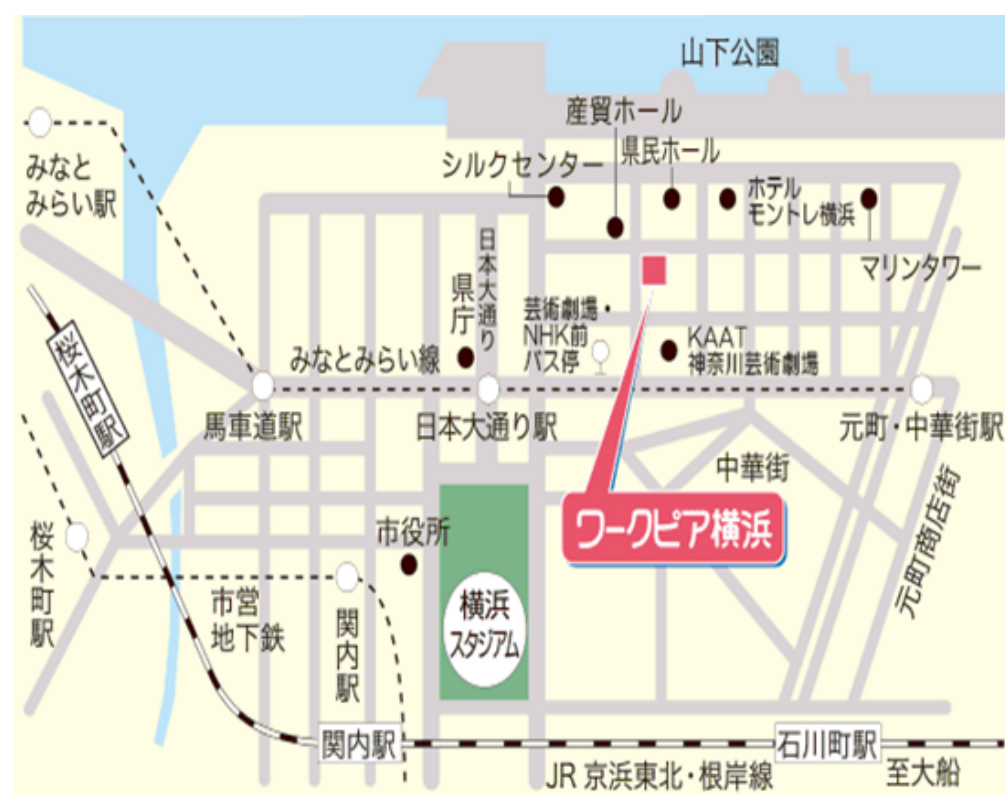 山下公園
産貿ホール
シルクセンター
県民ホール
みなと
みらい駅
ホテル
モントレ横浜
マリンタワー
日本大通り
県庁
芸術劇場・
NHK前
バス停
KAAT
神奈川芸術劇場
みなとみらい線
桜木町駅
馬車道駅
日本大通り駅
元町・中華街駅
中華街
ワークピア横浜
元町商店街
桜木町駅
市役所
市営
地下鉄
関内駅
横浜
スタジアム
関内駅
石川町駅
JR 京浜東北・根岸線
至大船